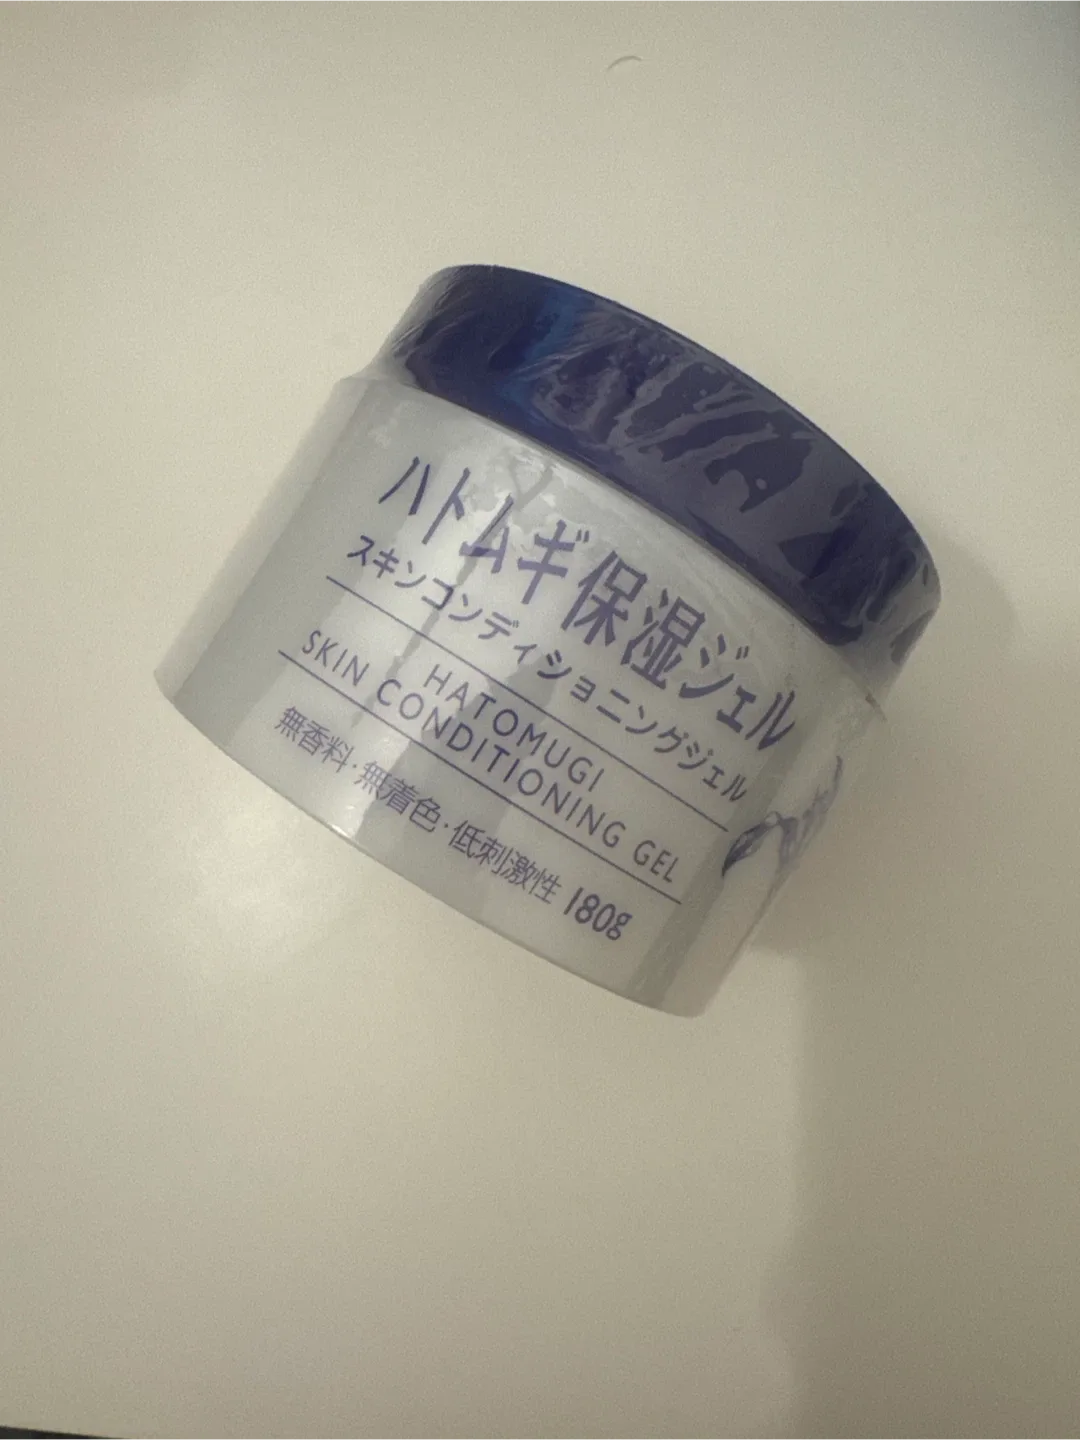 ハトムギ保湿ジェル
スキンコンディショニングジェル
HATOMUGI
SKIN CONDITIONING GEL
無香料・無着色・低刺激性 180g